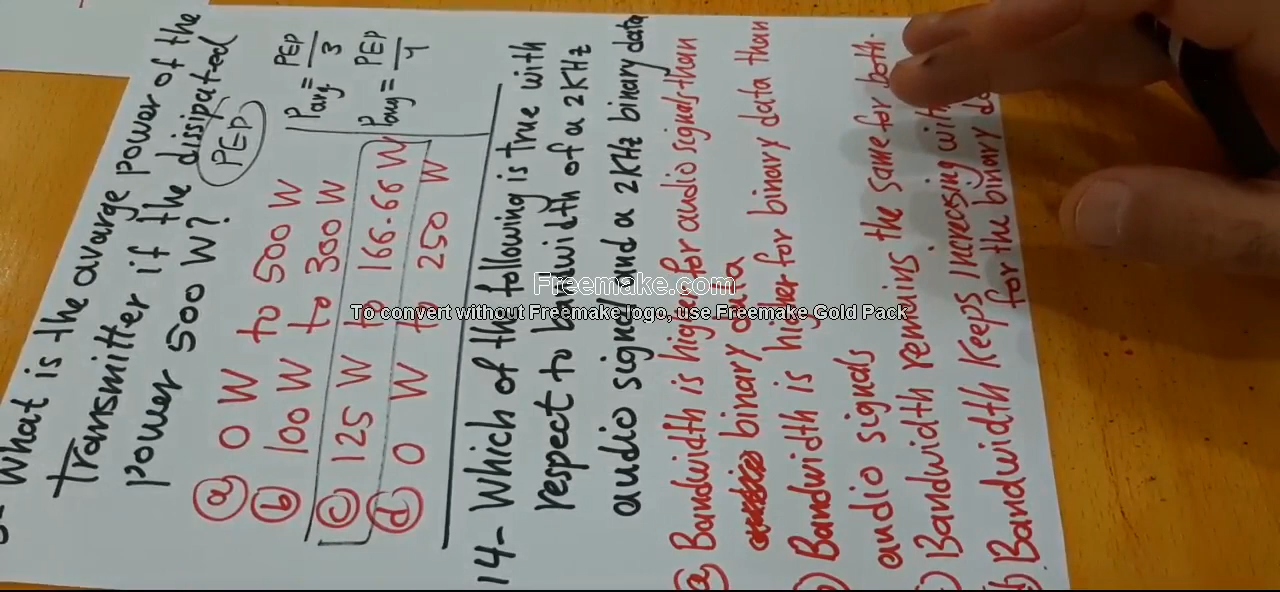 What is the avarge power of the
transmitter if the dissipated
power 500 W? PEP
a 0 W to 500 W
b 100 W to 300 W
c 125 W to 166.66 W
d 0 W to 250 W
Pavg = PEP/3
Pavg = PEP/4
14- Which of the following is true with
respect to bandwidth of a 2KHz
audio signal and a 2KHz binary data
a) Bandwidth is higher for audio signals than
binary data
) Bandwidth is higher for binary data than
audio signals
) Bandwidth remains the same for both.
) Bandwidth Keeps increasing with
for the binary
Freemake.com
To convert without Freemake logo, use Freemake Gold Pack